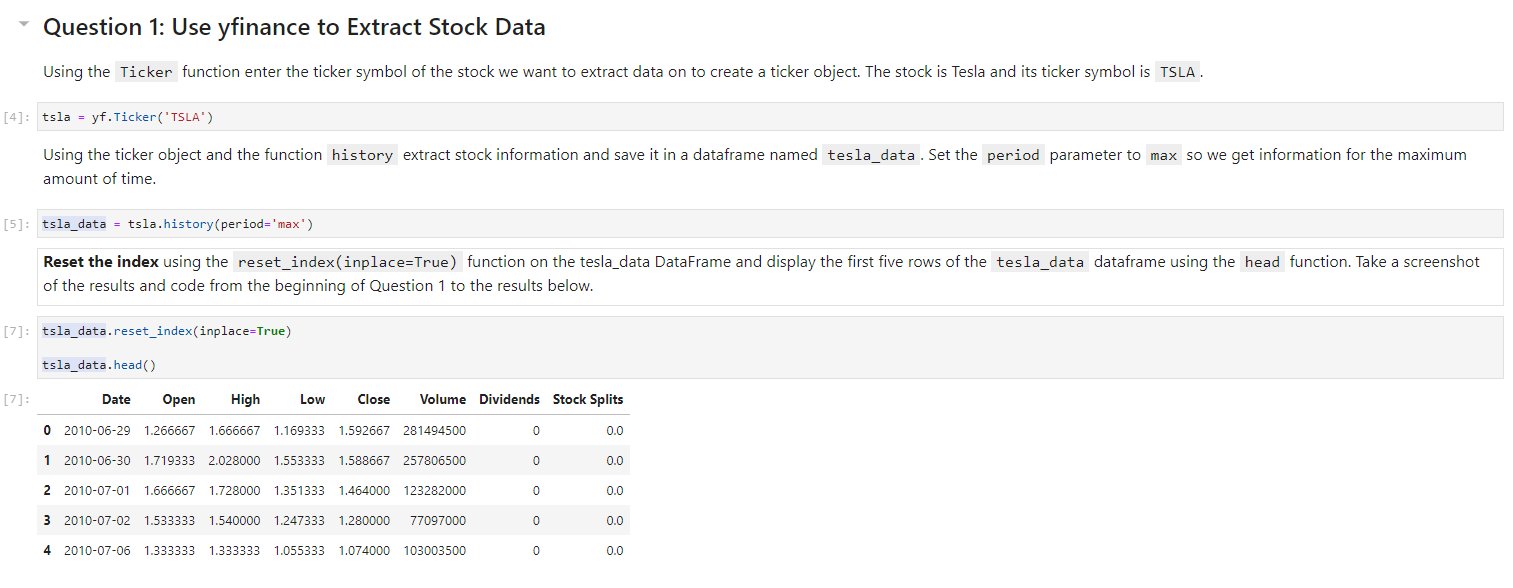 Question 1: Use yfinance to Extract Stock Data
Using the Ticker function enter the ticker symbol of the stock we want to extract data on to create a ticker object. The stock is Tesla and its ticker symbol is TSLA.
[4]: tsla = yf.Ticker('TSLA')
Using the ticker object and the function history extract stock information and save it in a dataframe named tesla_data. Set the period parameter to max so we get information for the maximum
amount of time.
[5]: tsla_data = tsla.history(period='max')
Reset the index using the reset_index(inplace=True) function on the tesla_data DataFrame and display the first five rows of the tesla_data dataframe using the head function. Take a screenshot
of the results and code from the beginning of Question 1 to the results below.
[7]: tsla_data.reset_index(inplace=True)
tsla_data.head()
[7]: Date Open High Low Close Volume Dividends Stock Splits
0 2010-06-29 1.266667 1.666667 1.169333 1.592667 281494500 0 0.0
1 2010-06-30 1.719333 2.028000 1.553333 1.588667 257806500 0 0.0
2 2010-07-01 1.666667 1.728000 1.351333 1.464000 123282000 0 0.0
3 2010-07-02 1.533333 1.540000 1.247333 1.280000 77097000 0 0.0
4 2010-07-06 1.333333 1.333333 1.055333 1.074000 103003500 0 0.0